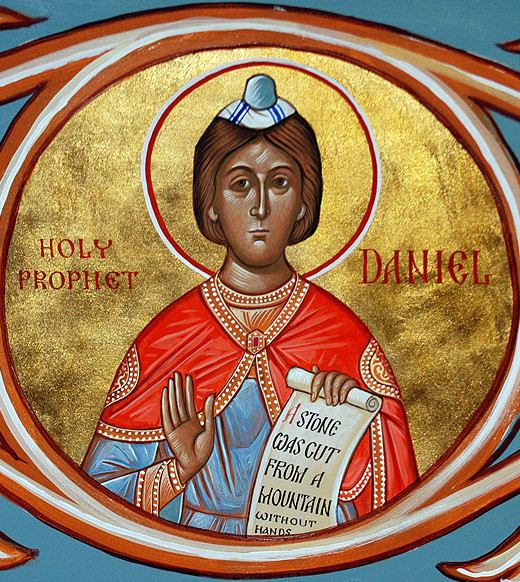 HOLY
PROPHET
DANIEL
A STONE
WAS CUT
FROM A
MOUNTAIN
WITHOUT
HANDS